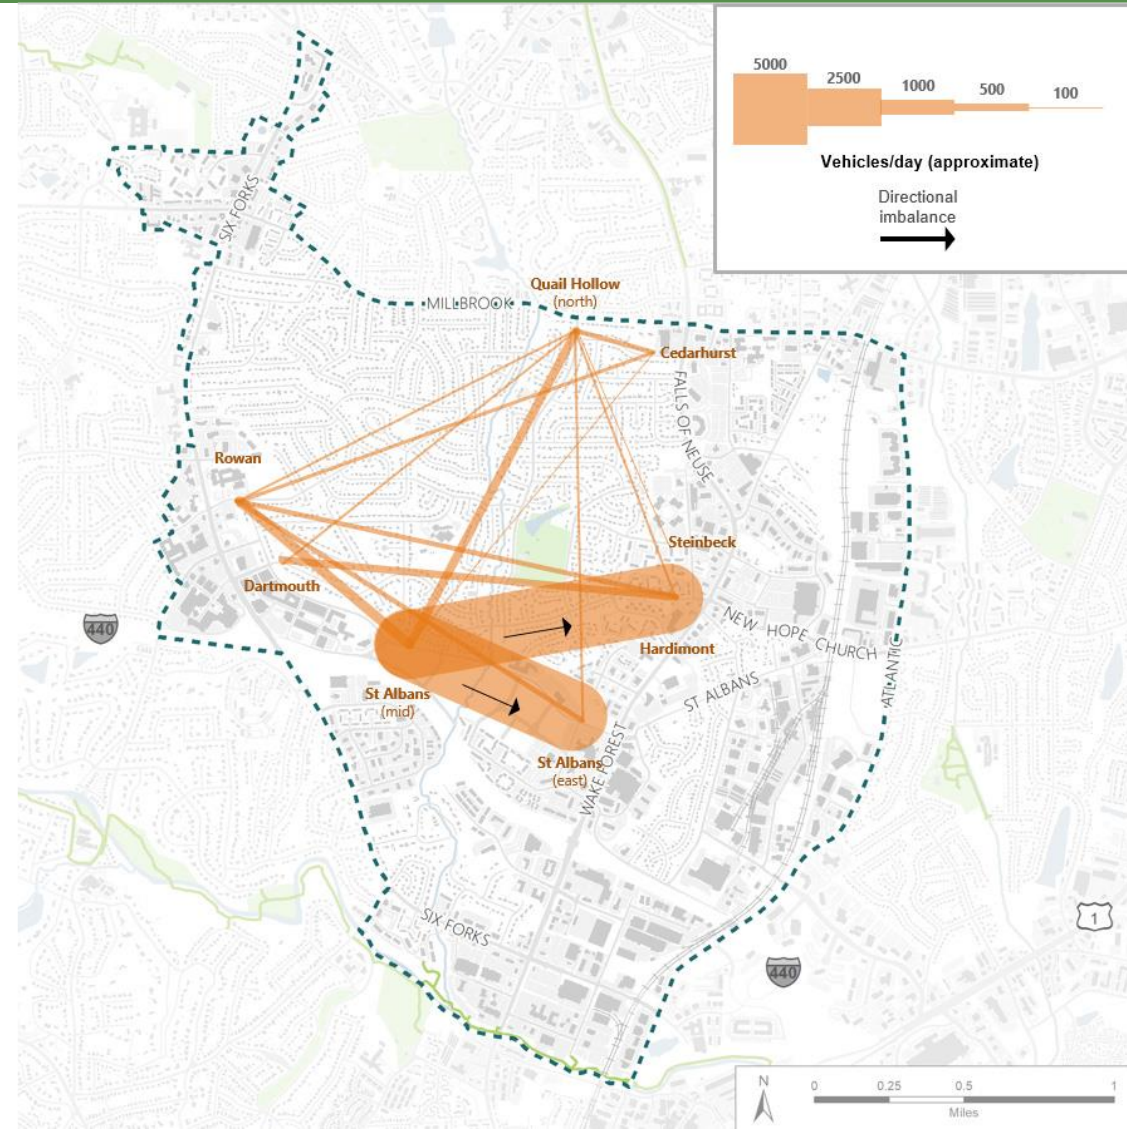 5000
2500
1000
500
100
Vehicles/day (approximate)
Directional
imbalance
SIX FORKS
Quail Hollow
(north)
MILLBROOK
Cedarhurst
FALLS OF NEUSE
Rowan
Steinbeck
Dartmouth
440
NEW HOPE CHURCH
Hardimont
ATLANTIC
St Albans
(mid)
ST ALBANS
St Albans
(east)
WAKE FOREST
SIX FORKS
1
440
N
0 0.25 0.5 1
Miles